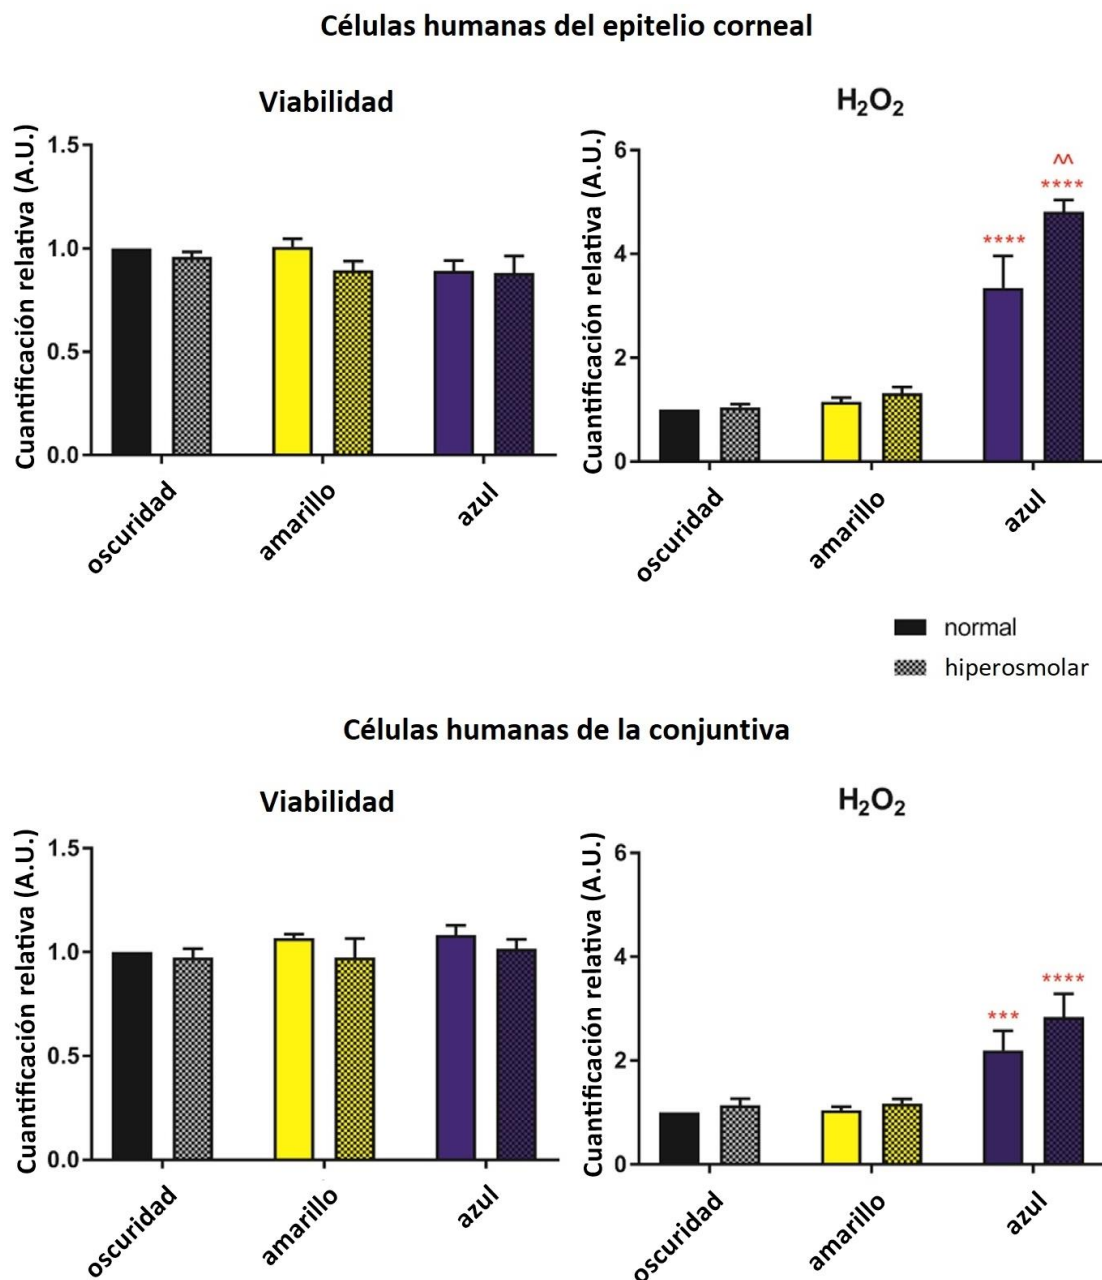 Células humanas del epitelio corneal
Viabilidad
Cuantificación relativa (A.U.)
1.5
1.0
0.5
0.0
oscuridad
amarillo
azul
H₂O₂
Cuantificación relativa (A.U.)
6
4
2
0
****
^^
****
oscuridad
amarillo
azul
normal
hiperosmolar
Células humanas de la conjuntiva
Viabilidad
Cuantificación relativa (A.U.)
1.5
1.0
0.5
0.0
oscuridad
amarillo
azul
H₂O₂
Cuantificación relativa (A.U.)
6
4
2
0
***
****
oscuridad
amarillo
azul